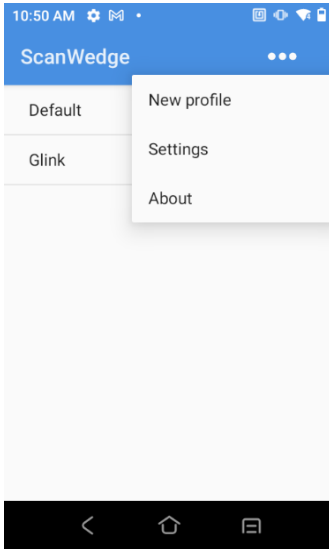 10:50 AM
ScanWedge
Default
Glink
New profile
Settings
About